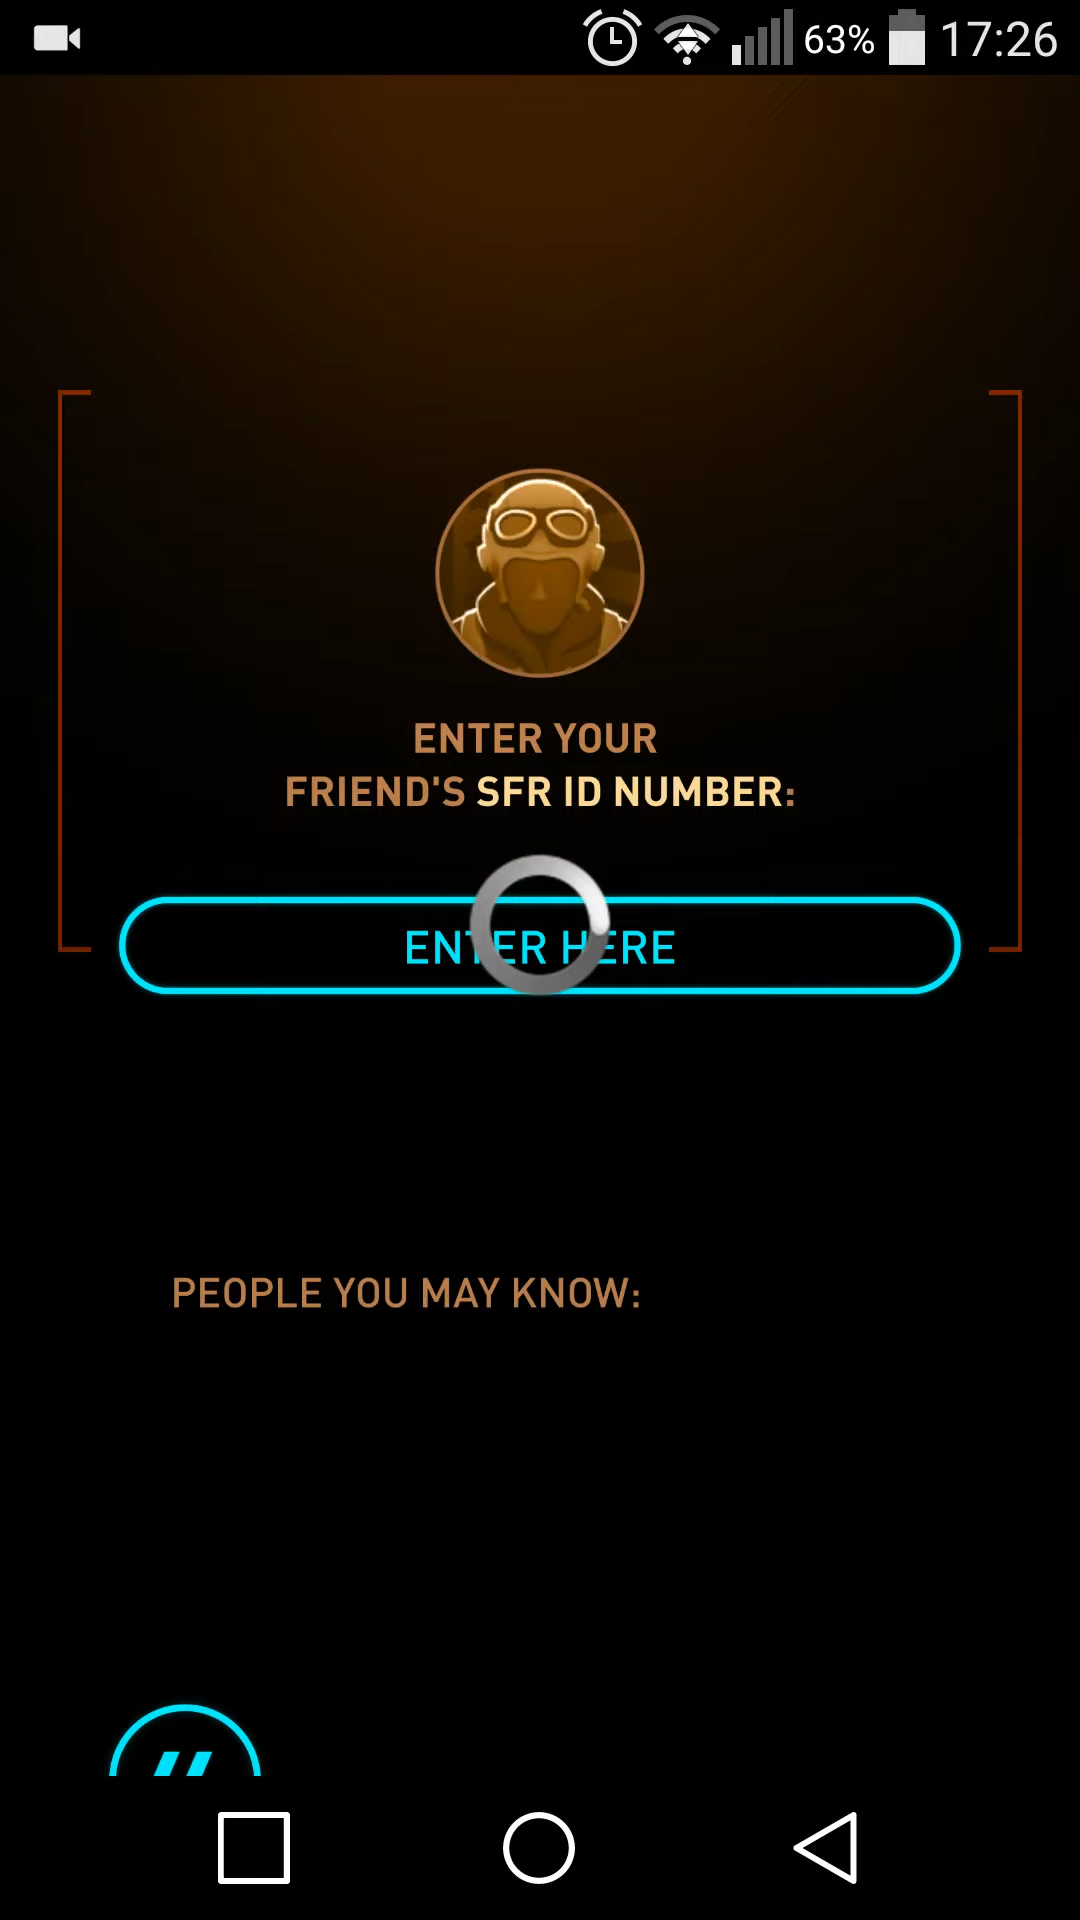 63% 17:26
ENTER YOUR
FRIEND'S SFR ID NUMBER:
ENTER HERE
PEOPLE YOU MAY KNOW: